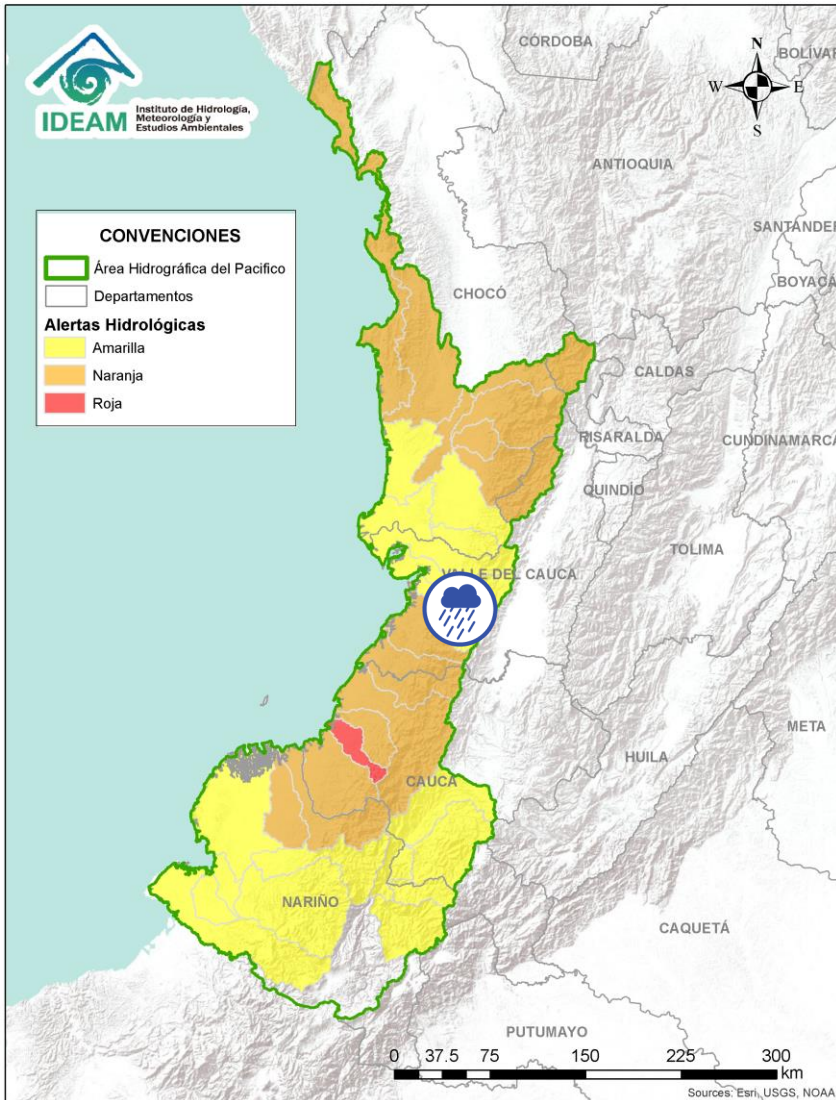 IDEAM
Instituto de Hidrología,
Meteorología y
Estudios Ambientales
CÓRDOBA
BOLÍVAR
N
W
E
S
ANTIOQUIA
SANTANDER
BOYACÁ
CONVENCIONES
Área Hidrográfica del Pacifico
Departamentos
Alertas Hidrológicas
Amarilla
Naranja
Roja
CHOCÓ
CALDAS
RISARALDA
CUNDINAMARCA
QUINDÍO
TOLIMA
VALLE DEL CAUCA
META
HUILA
CAUCA
NARIÑO
CAQUETÁ
PUTUMAYO
0 37.5 75 150 225 300
km
Sources: Esri, USGS, NOAA